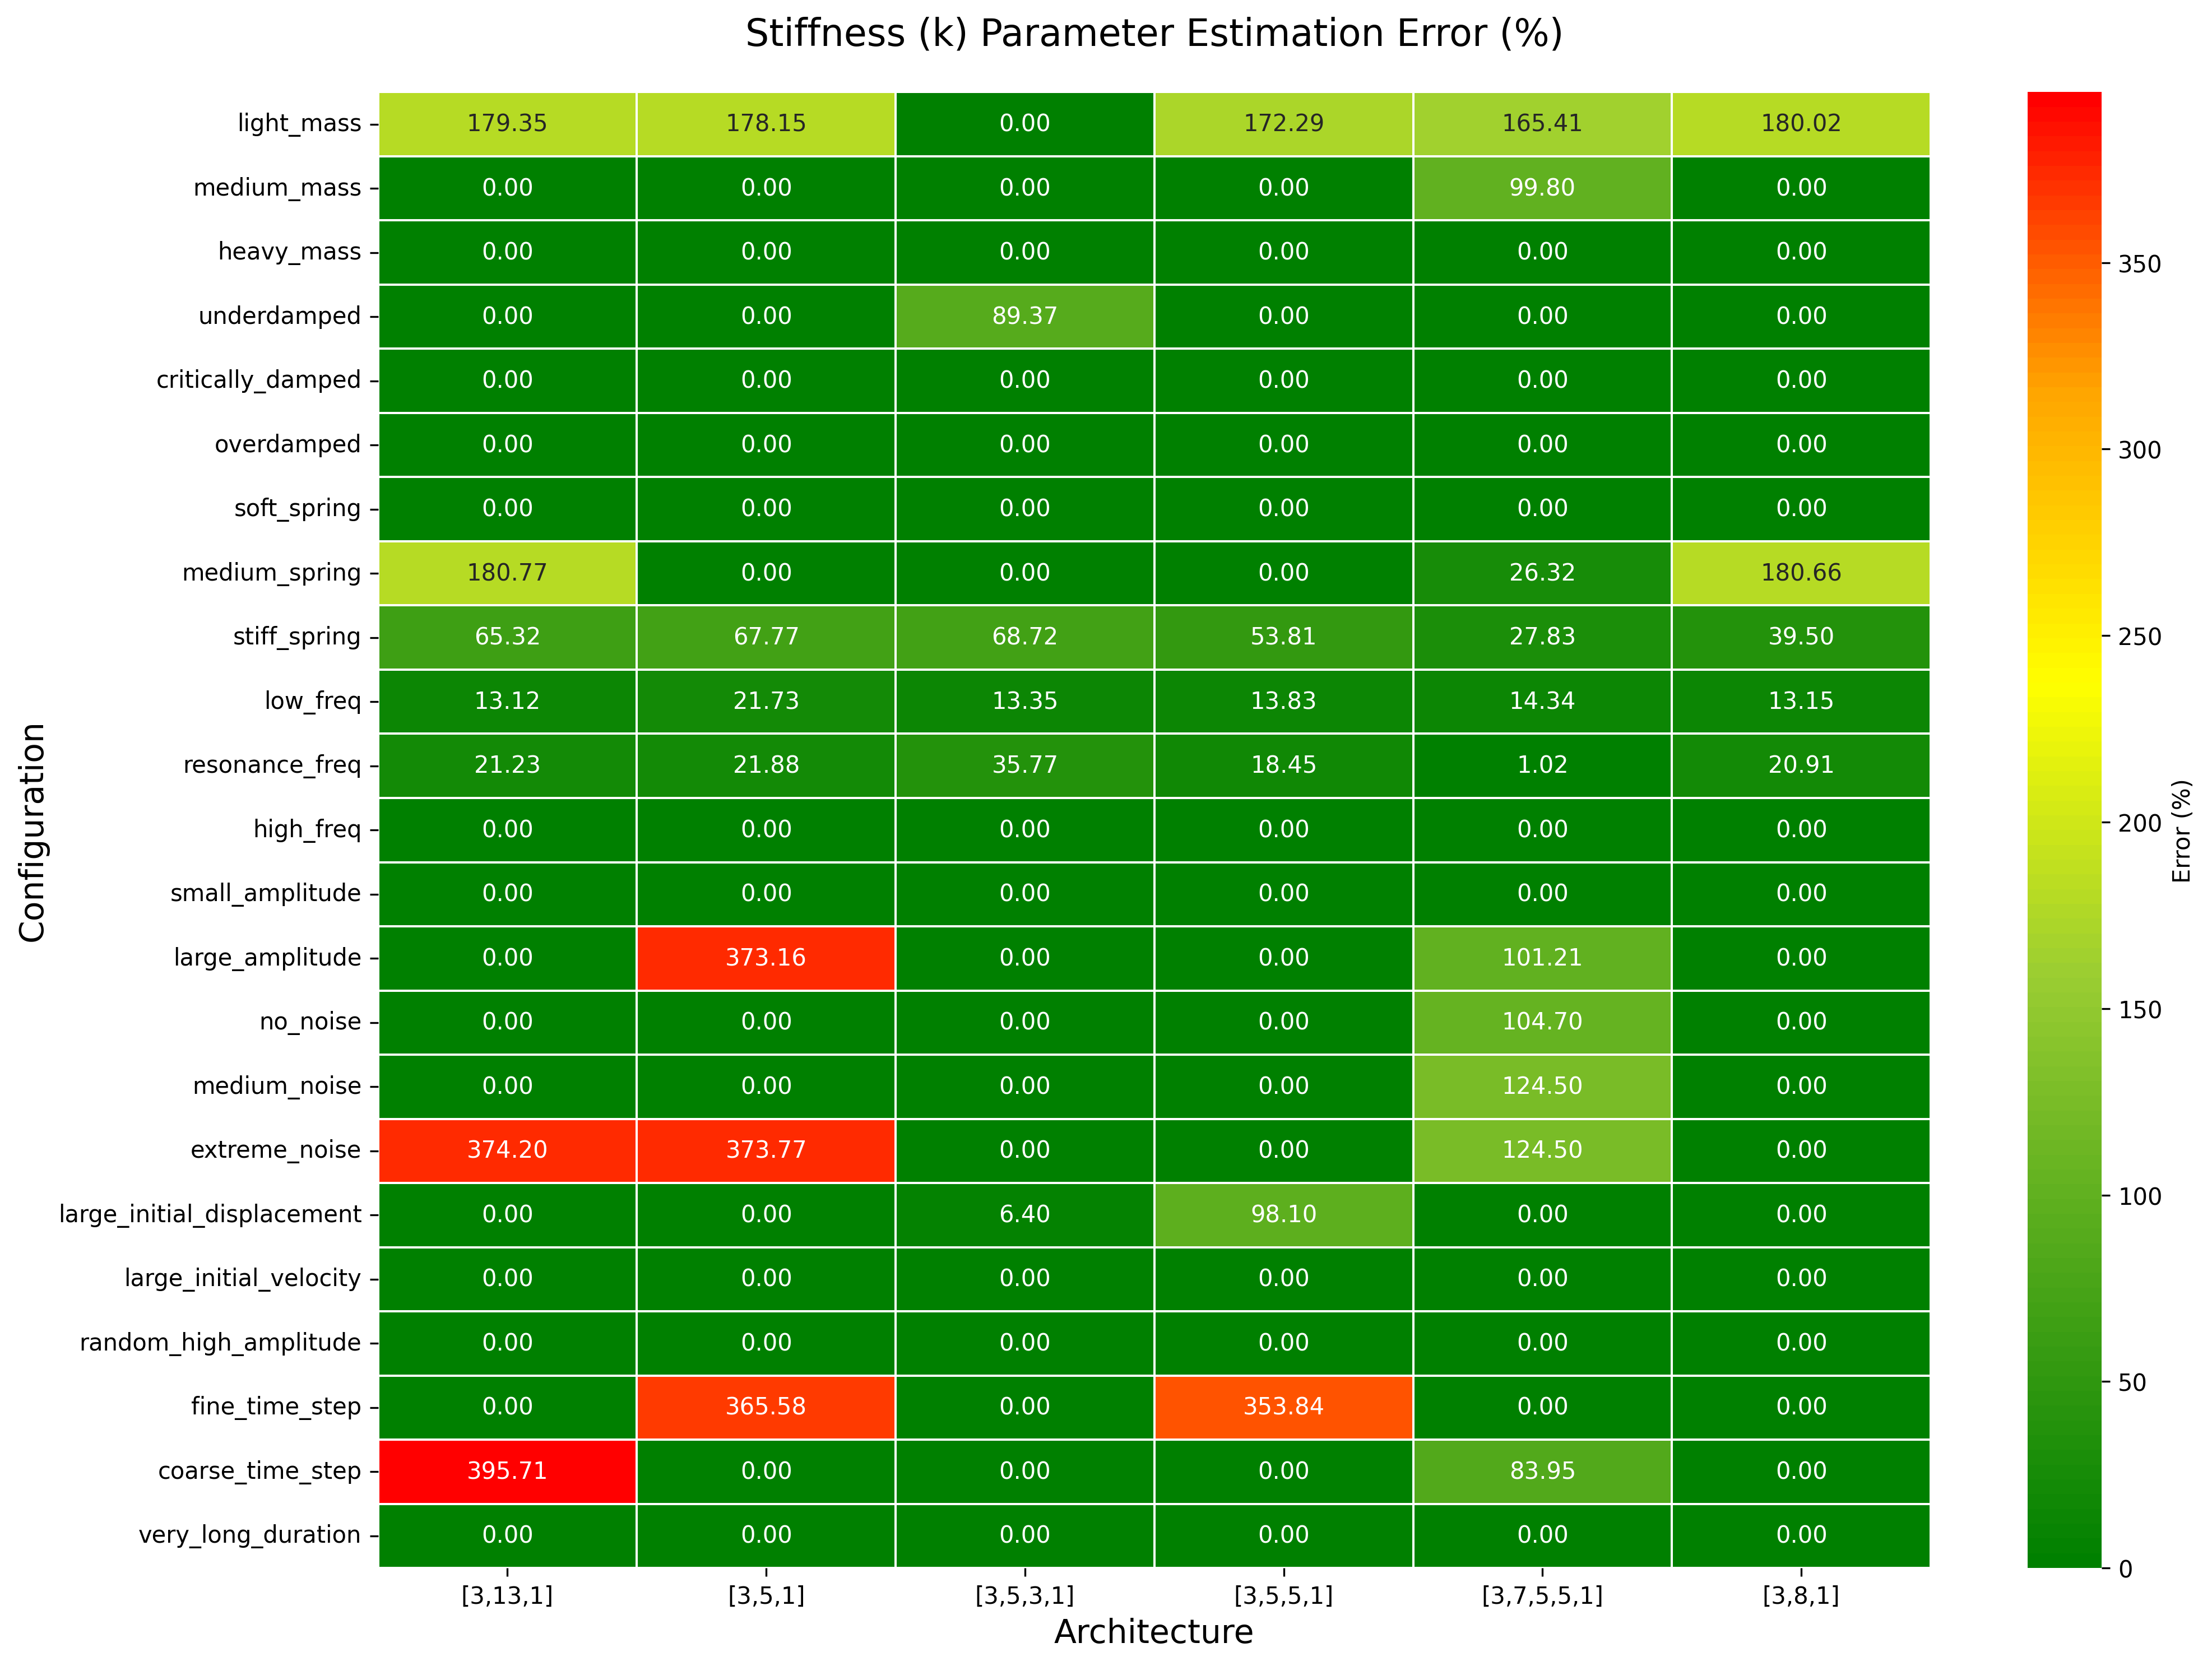 Stiffness (k) Parameter Estimation Error (%)
Configuration
light_mass 179.35 178.15 0.00 172.29 165.41 180.02
medium_mass 0.00 0.00 0.00 0.00 99.80 0.00
heavy_mass 0.00 0.00 0.00 0.00 0.00 0.00
underdamped 0.00 0.00 89.37 0.00 0.00 0.00
critically_damped 0.00 0.00 0.00 0.00 0.00 0.00
overdamped 0.00 0.00 0.00 0.00 0.00 0.00
soft_spring 0.00 0.00 0.00 0.00 0.00 0.00
medium_spring 180.77 0.00 0.00 0.00 26.32 180.66
stiff_spring 65.32 67.77 68.72 53.81 27.83 39.50
low_freq 13.12 21.73 13.35 13.83 14.34 13.15
resonance_freq 21.23 21.88 35.77 18.45 1.02 20.91
high_freq 0.00 0.00 0.00 0.00 0.00 0.00
small_amplitude 0.00 0.00 0.00 0.00 0.00 0.00
large_amplitude 0.00 373.16 0.00 0.00 101.21 0.00
no_noise 0.00 0.00 0.00 0.00 104.70 0.00
medium_noise 0.00 0.00 0.00 0.00 124.50 0.00
extreme_noise 374.20 373.77 0.00 0.00 124.50 0.00
large_initial_displacement 0.00 0.00 6.40 98.10 0.00 0.00
large_initial_velocity 0.00 0.00 0.00 0.00 0.00 0.00
random_high_amplitude 0.00 0.00 0.00 0.00 0.00 0.00
fine_time_step 0.00 365.58 0.00 353.84 0.00 0.00
coarse_time_step 395.71 0.00 0.00 0.00 83.95 0.00
very_long_duration 0.00 0.00 0.00 0.00 0.00 0.00
[3,13,1] [3,5,1] [3,5,3,1] [3,5,5,1] [3,7,5,5,1] [3,8,1]
Architecture
350
300
250
200
150
100
50
0
Error (%)